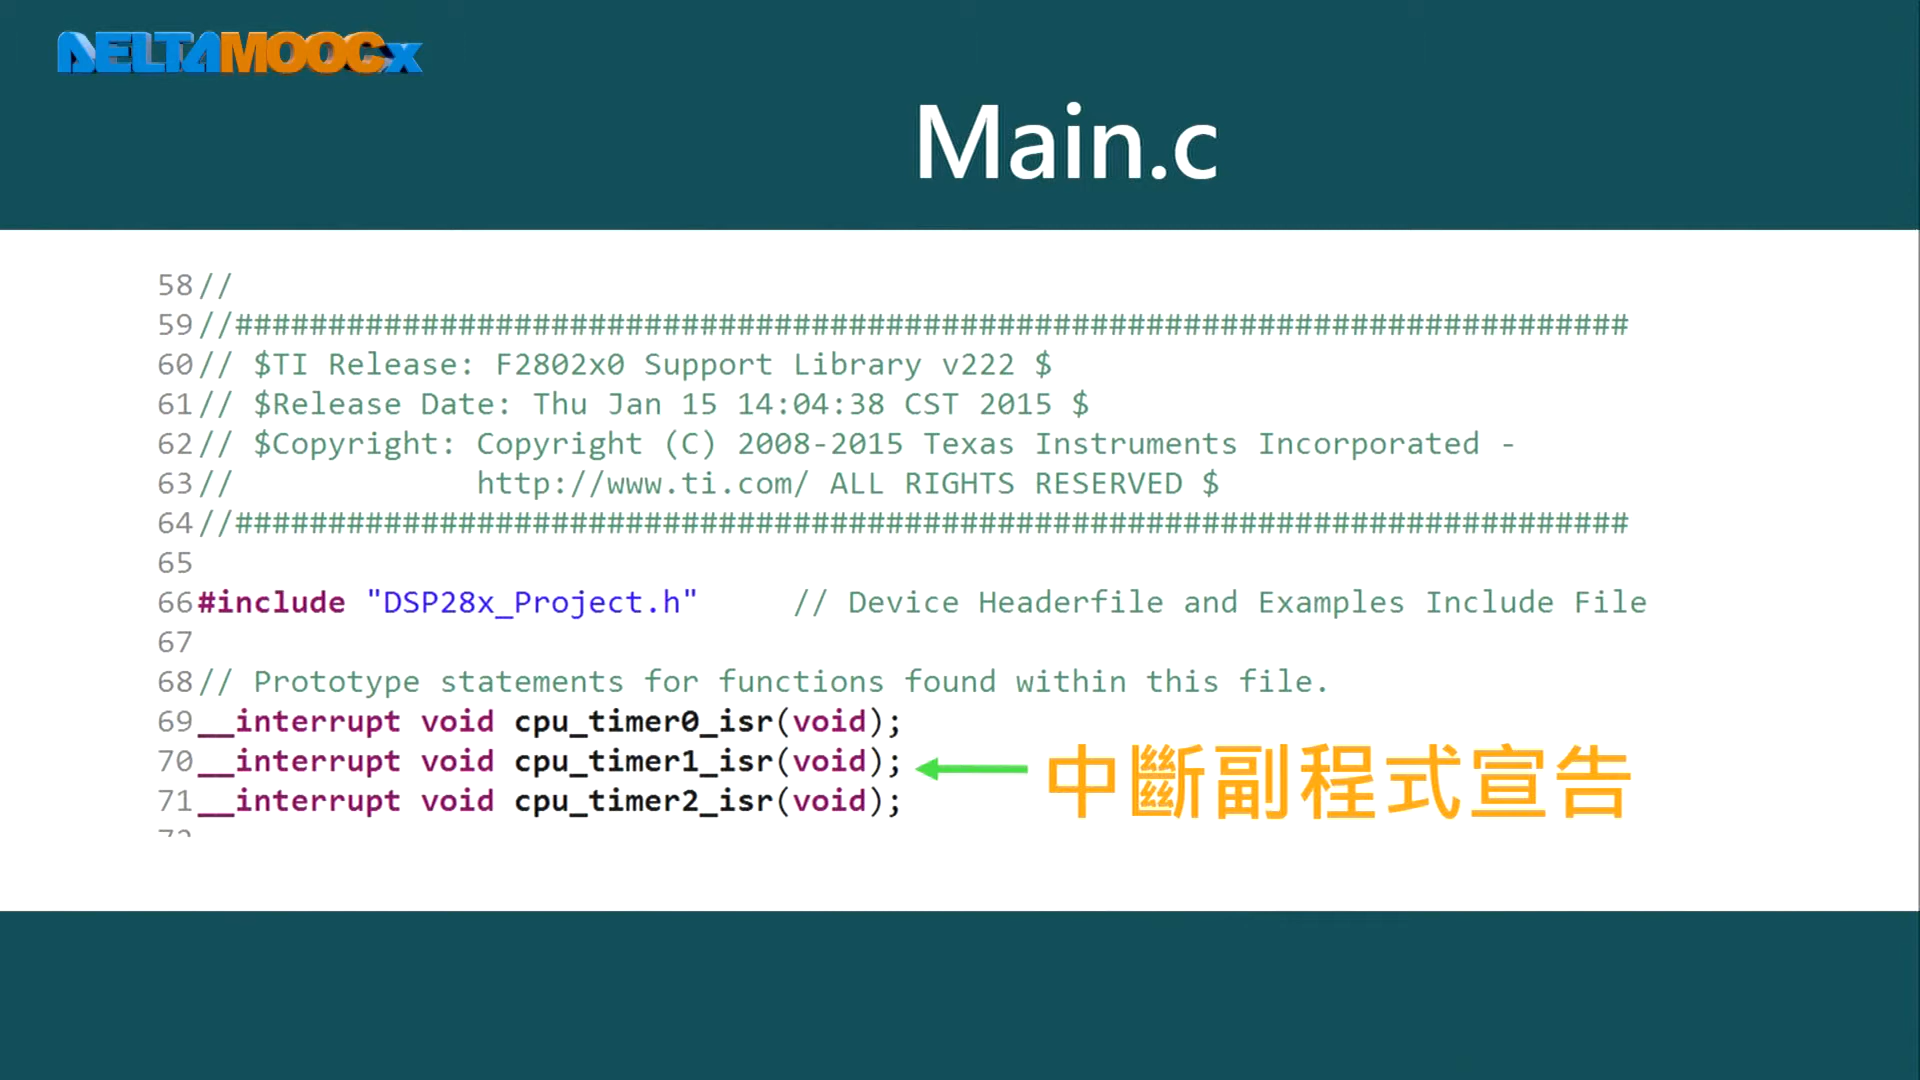 DELTAMOOCx
Main.c
58//
59//###########################################################################
60// $TI Release: F2802x0 Support Library v222 $
61// $Release Date: Thu Jan 15 14:04:38 CST 2015 $
62// $Copyright: Copyright (C) 2008-2015 Texas Instruments Incorporated -
63//             http://www.ti.com/ ALL RIGHTS RESERVED $
64//###########################################################################
65
66#include "DSP28x_Project.h"     // Device Headerfile and Examples Include File
67
68// Prototype statements for functions found within this file.
69__interrupt void cpu_timer0_isr(void);
70__interrupt void cpu_timer1_isr(void);
中斷副程式宣告
71__interrupt void cpu_timer2_isr(void);